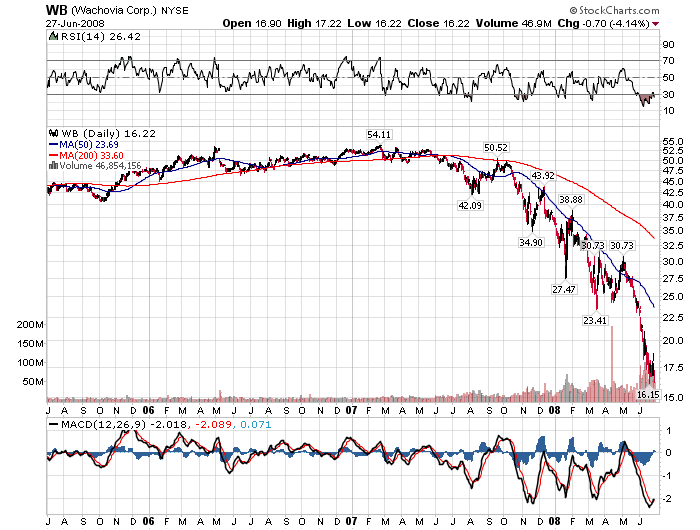 WB (Wachovia Corp.) NYSE © StockCharts.com
27-Jun-2008 Open 16.90 High 17.22 Low 16.22 Close 16.22 Volume 46.9M Chg -0.70 (-4.14%)
RSI(14) 26.42
90
70
50
30
10
WB (Daily) 16.22
MA(50) 23.69
MA(200) 33.60
Volume 46,854,156
54.11
50.52
43.92
42.09
38.88
34.90
30.73 30.73
27.47
23.41
16.15
55.0
52.5
50.0
47.5
45.0
42.5
40.0
37.5
35.0
32.5
30.0
27.5
25.0
22.5
20.0
17.5
15.0
200M
150M
100M
50M
J A S O N D 06 F M A M J J A S O N D 07 F M A M J J A S O N D 08 F M A M J
MACD(12,26,9) -2.018, -2.089, 0.071
1
0
-1
-2
J A S O N D 06 F M A M J J A S O N D 07 F M A M J J A S O N D 08 F M A M J